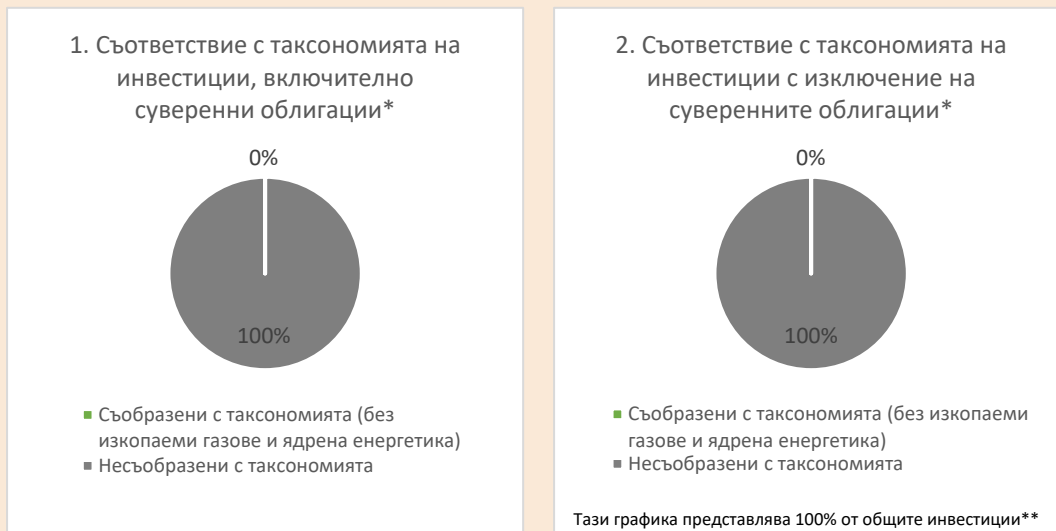 1. Съответствие с таксономията на
инвестиции, включително
суверенни облигации*
0%
100%
Съобразени с таксономията (без
изкопаеми газове и ядрена енергетика)
Несъобразени с таксономията
2. Съответствие с таксономията на
инвестиции с изключение на
суверенните облигации*
0%
100%
Съобразени с таксономията (без изкопаеми
газове и ядрена енергетика)
Несъобразени с таксономията
Тази графика представлява 100% от общите инвестиции**